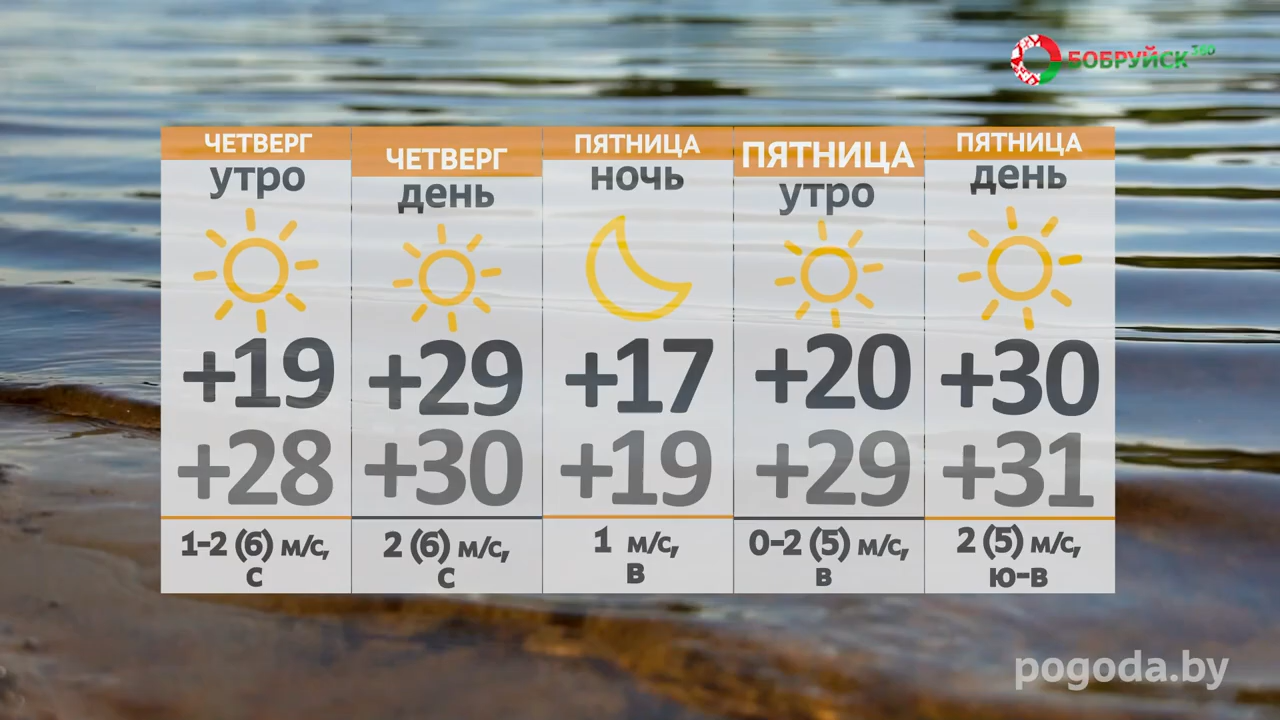 БОБРУЙСК 360
ЧЕТВЕРГ
утро
+19
+28
1-2 (6) м/с,
с
ЧЕТВЕРГ
день
+29
+30
2 (6) м/с,
с
ПЯТНИЦА
ночь
+17
+19
1 м/с,
в
ПЯТНИЦА
утро
+20
+29
0-2 (5) м/с,
в
ПЯТНИЦА
день
+30
+31
2 (5) м/с,
ю-в
pogoda.by